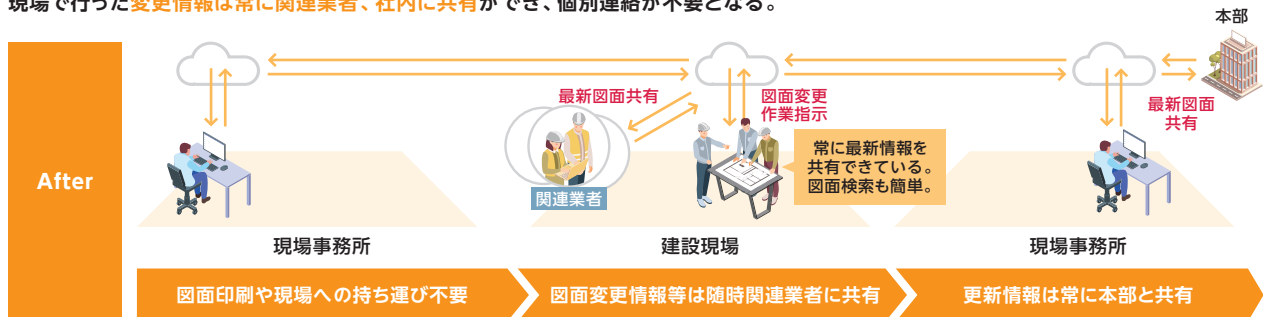 現場で行った変更情報は常に関連業者、社内に共有ができ、個別連絡が不要となる。
本部
After
最新図面共有
図面変更
作業指示
最新図面
共有
常に最新情報を
共有できている。
図面検索も簡単。
関連業者
現場事務所
建設現場
現場事務所
図面印刷や現場への持ち運び不要
図面変更情報等は随時関連業者に共有
更新情報は常に本部と共有